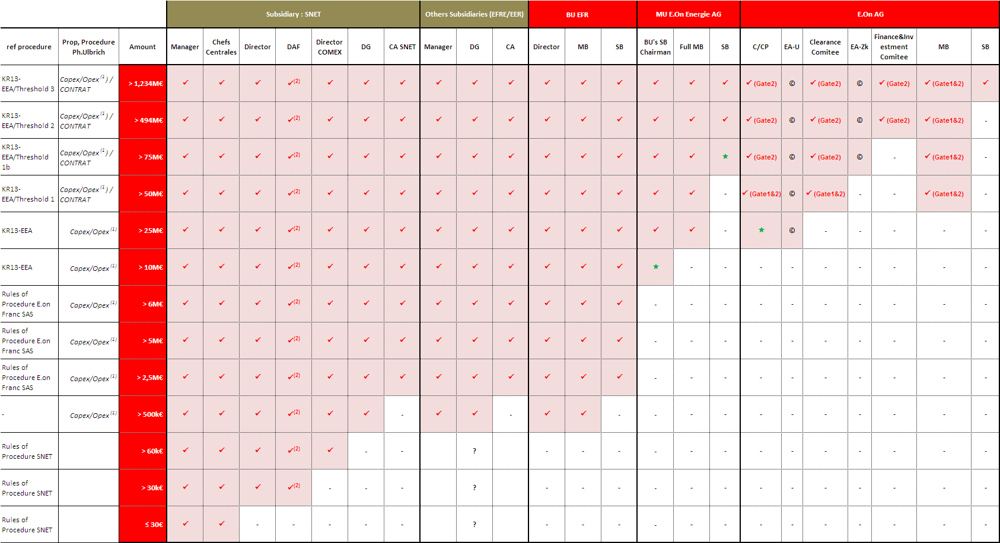 Subsidiary : SNET Others Subsidiaries (EFRE/EER) BU EFR MU E.On Energie AG E.On AG
ref procedure Prop, Procedure Ph.Ulbrich Amount Manager Chefs Centrales Director DAF Director COMEX DG CA SNET Manager DG CA Director MB SB BU's SB Chairman Full MB SB C/CP EA-U Clearance Comitee EA-Zk Finance&Investment Comitee MB SB
KR13-EEA/Threshold 3 Capex/Opex (1) / CONTRAT > 1,234M€ ✓ ✓ ✓ ✓(2) ✓ ✓ ✓ ✓ ✓ ✓ ✓ ✓ ✓ ✓ ✓ ✓ ✓ (Gate2) © ✓ (Gate2) © ✓ (Gate2) ✓ (Gate1&2) ✓
KR13-EEA/Threshold 2 Capex/Opex (1) / CONTRAT > 494M€ ✓ ✓ ✓ ✓(2) ✓ ✓ ✓ ✓ ✓ ✓ ✓ ✓ ✓ ✓ ✓ ✓ ✓ (Gate2) © ✓ (Gate2) © ✓ (Gate2) ✓ (Gate1&2) -
KR13-EEA/Threshold 1b Capex/Opex (1) / CONTRAT > 75M€ ✓ ✓ ✓ ✓(2) ✓ ✓ ✓ ✓ ✓ ✓ ✓ ✓ ✓ ✓ ✓ ★ ✓ (Gate2) © ✓ (Gate2) © - ✓ (Gate1&2) -
KR13-EEA/Threshold 1 Capex/Opex (1) / CONTRAT > 50M€ ✓ ✓ ✓ ✓(2) ✓ ✓ ✓ ✓ ✓ ✓ ✓ ✓ ✓ ✓ ✓ - ✓ (Gate1&2) © ✓ (Gate1&2) - - ✓ (Gate1&2) -
KR13-EEA Capex/Opex (1) > 25M€ ✓ ✓ ✓ ✓(2) ✓ ✓ ✓ ✓ ✓ ✓ ✓ ✓ ✓ ✓ ✓ - ★ © - - - - -
KR13-EEA Capex/Opex (1) > 10M€ ✓ ✓ ✓ ✓(2) ✓ ✓ ✓ ✓ ✓ ✓ ✓ ✓ ✓ ★ - - - - - - - - -
Rules of Procedure E.on Franc SAS Capex/Opex (1) > 6M€ ✓ ✓ ✓ ✓(2) ✓ ✓ ✓ ✓ ✓ ✓ ✓ ✓ ✓ - - - - - - - - - -
Rules of Procedure E.on Franc SAS Capex/Opex (1) > 5M€ ✓ ✓ ✓ ✓(2) ✓ ✓ ✓ ✓ ✓ ✓ ✓ ✓ ✓ - - - - - - - - - -
Rules of Procedure E.on Franc SAS Capex/Opex (1) > 2,5M€ ✓ ✓ ✓ ✓(2) ✓ ✓ ✓ ✓ ✓ ✓ ✓ ✓ ✓ - - - - - - - - - -
- Capex/Opex (1) > 500k€ ✓ ✓ ✓ ✓(2) ✓ ✓ - ✓ ✓ - ✓ ✓ - - - - - - - - - - -
Rules of Procedure SNET > 60k€ ✓ ✓ ✓ ✓(2) ✓ - - ? - - - - - - - - - - - - -
Rules of Procedure SNET > 30k€ ✓ ✓ ✓ ✓(2) - - - ? - - - - - - - - - - - - -
Rules of Procedure SNET ≤ 30€ ✓ ✓ - - - - - ? - - - - - - - - - - - - -